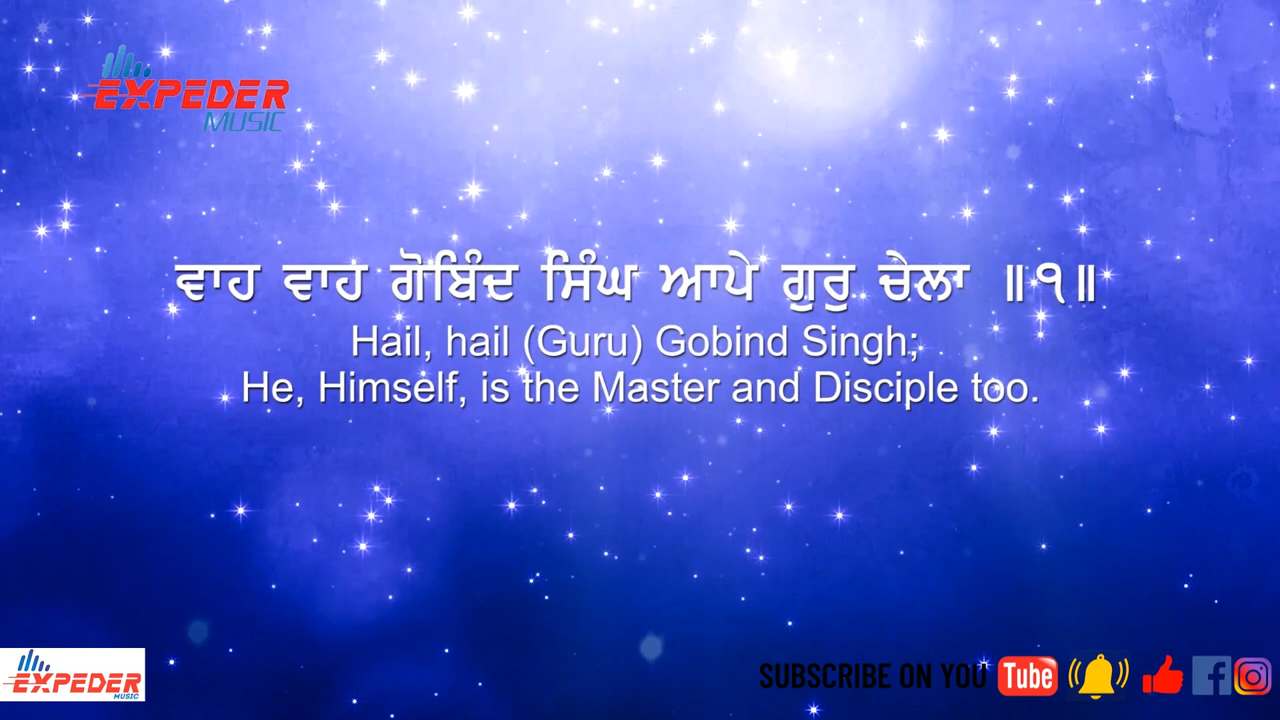 EXPEDER
MUSIC
ਵਾਹ ਵਾਹ ਗੋਬਿੰਦ ਸਿੰਘ ਆਪੇ ਗੁਰੁ ਚੇਲਾ ॥੧॥
Hail, hail (Guru) Gobind Singh;
He, Himself, is the Master and Disciple too.
EXPEDER
MUSIC
SUBSCRIBE ON YOU Tube